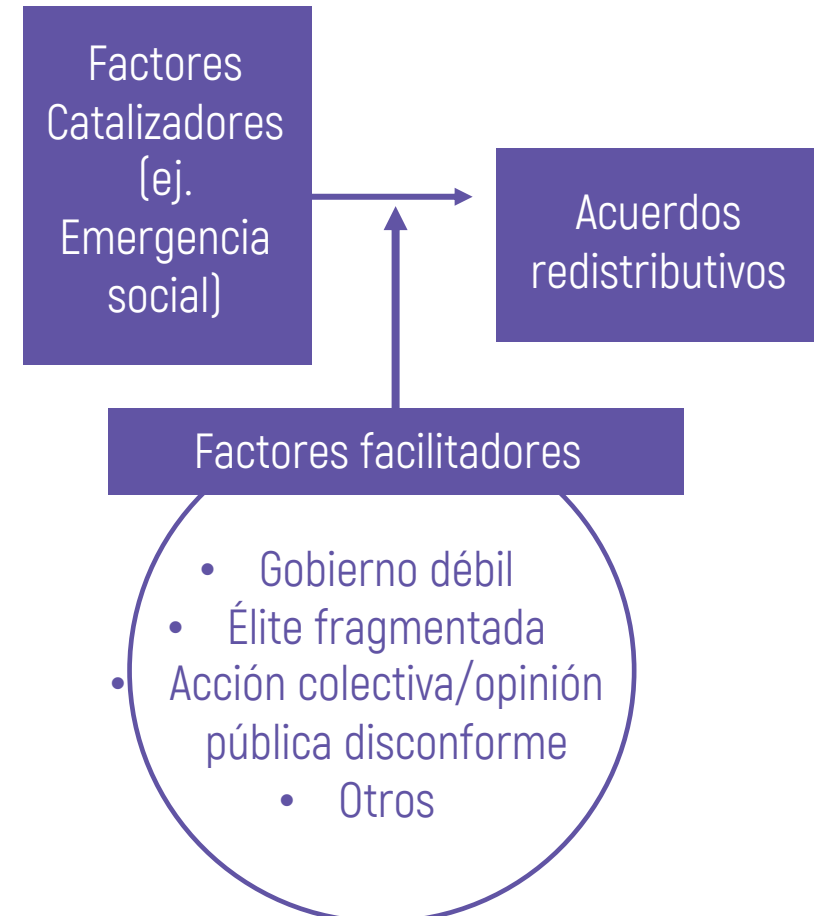 Factores
Catalizadores
(ej.
Emergencia
social)
Acuerdos
redistributivos
Factores facilitadores
• Gobierno débil
• Élite fragmentada
• Acción colectiva/opinión
pública disconforme
• Otros